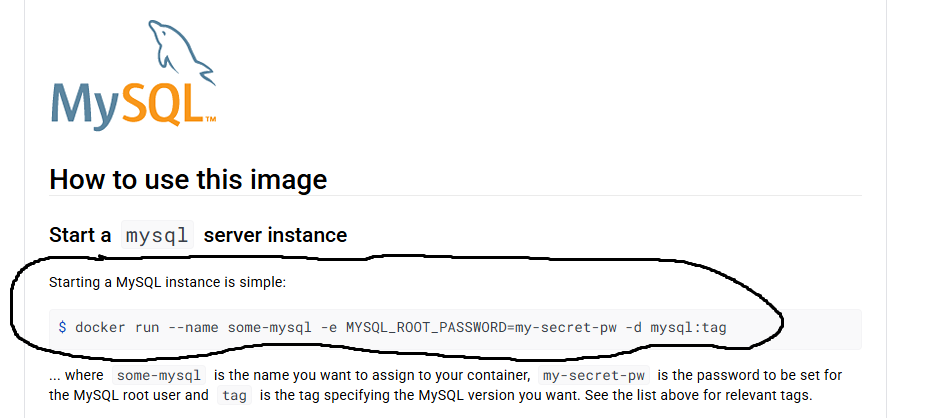 MySQL™
How to use this image
Start a mysql server instance
Starting a MySQL instance is simple:
$ docker run --name some-mysql -e MYSQL_ROOT_PASSWORD=my-secret-pw -d mysql:tag
... where some-mysql is the name you want to assign to your container, my-secret-pw is the password to be set for
the MySQL root user and tag is the tag specifying the MySQL version you want. See the list above for relevant tags.